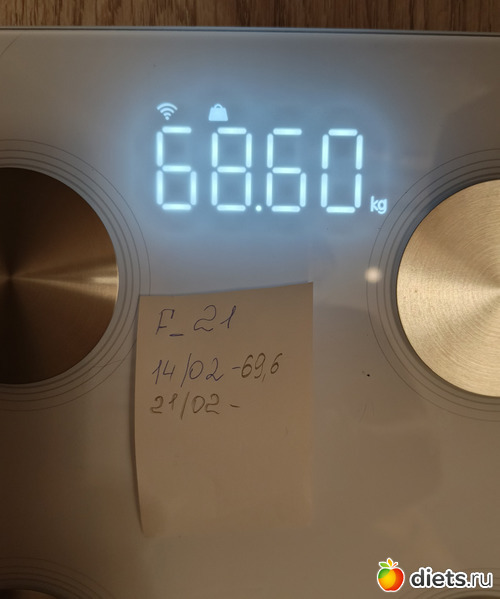 68.60 kg
F_21
14/02 -69,6
21/02 -
diets.ru